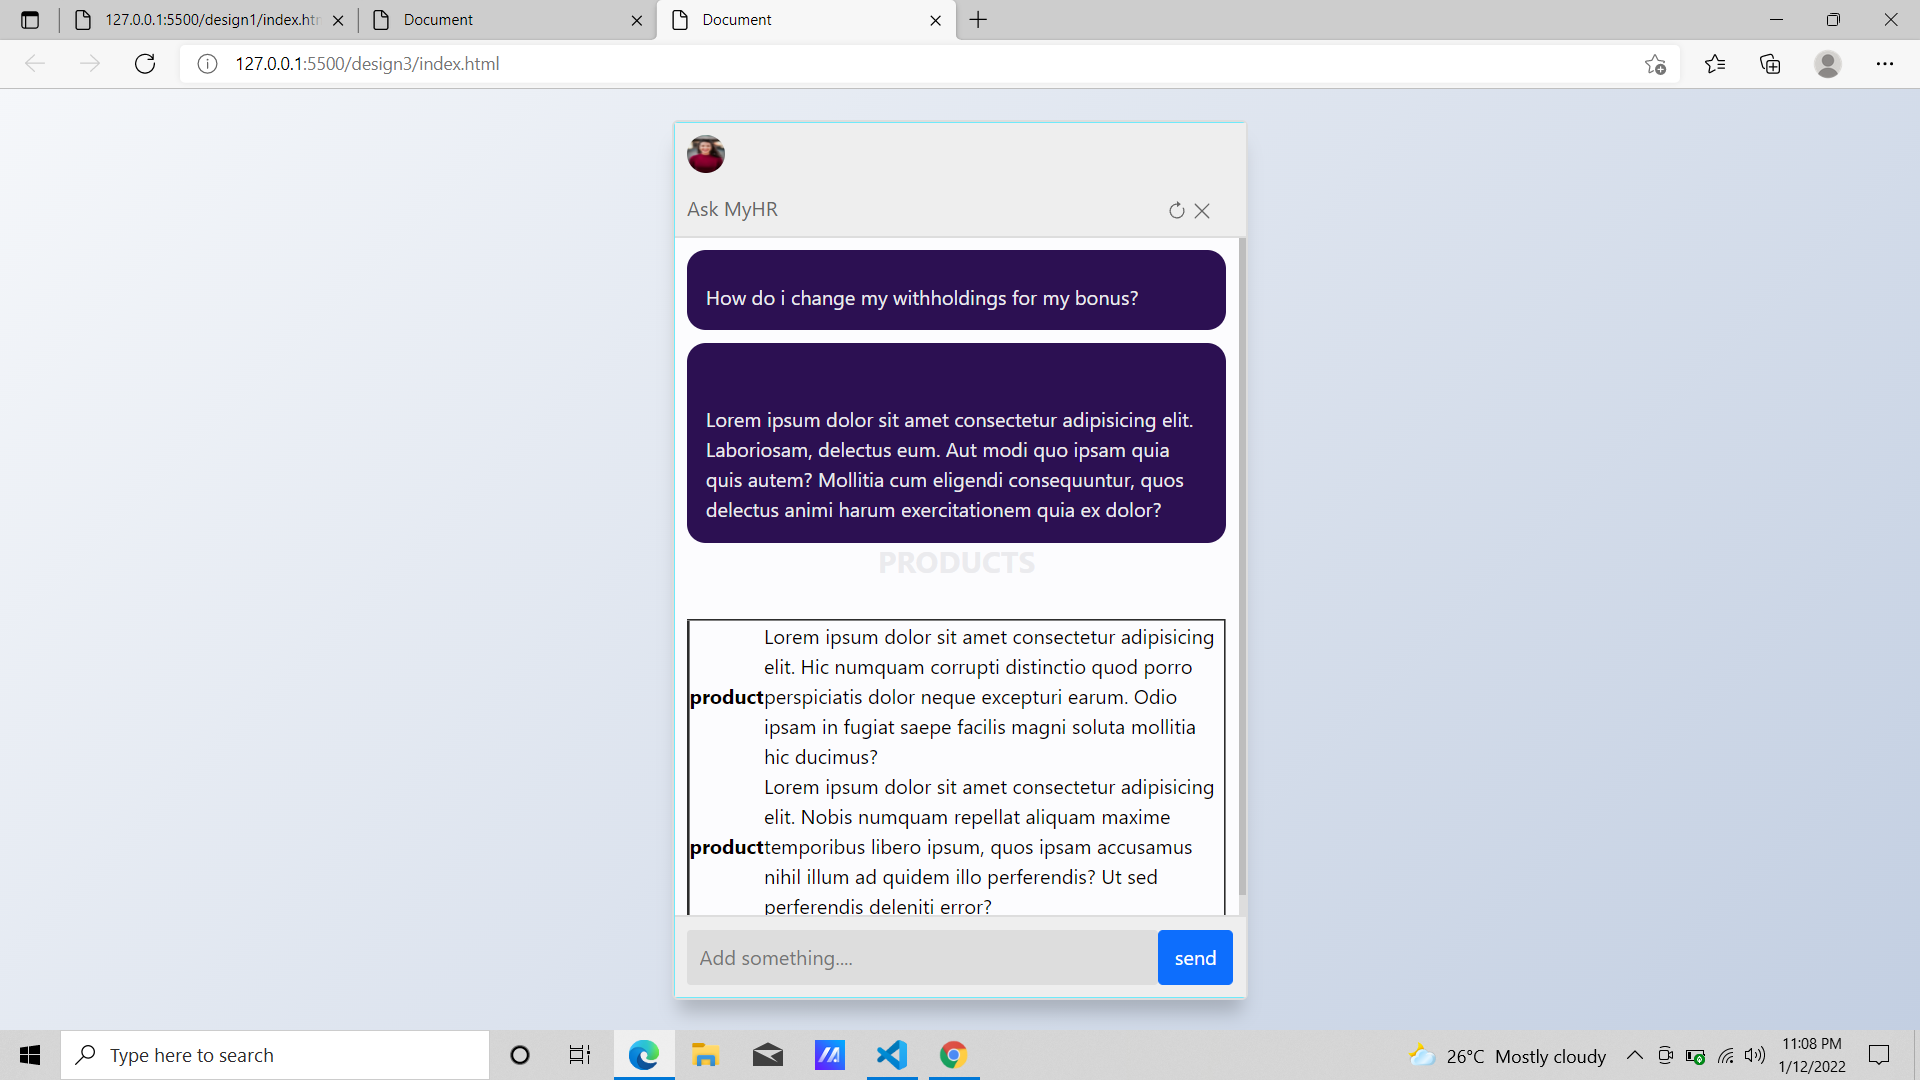 127.0.0.1:5500/design1/index.ht
Document
Document
127.0.0.1:5500/design3/index.html
Ask MyHR
How do i change my withholdings for my bonus?
Lorem ipsum dolor sit amet consectetur adipisicing elit.
Laboriosam, delectus eum. Aut modi quo ipsam quia
quis autem? Mollitia cum eligendi consequuntur, quos
delectus animi harum exercitationem quia ex dolor?
PRODUCTS
Lorem ipsum dolor sit amet consectetur adipisicing
elit. Hic numquam corrupti distinctio quod porro
product perspiciatis dolor neque excepturi earum. Odio
ipsam in fugiat saepe facilis magni soluta mollitia
hic ducimus?
Lorem ipsum dolor sit amet consectetur adipisicing
elit. Nobis numquam repellat aliquam maxime
product temporibus libero ipsum, quos ipsam accusamus
nihil illum ad quidem illo perferendis? Ut sed
perferendis deleniti error?
Add something....
send
Type here to search
26°C Mostly cloudy
11:08 PM
1/12/2022